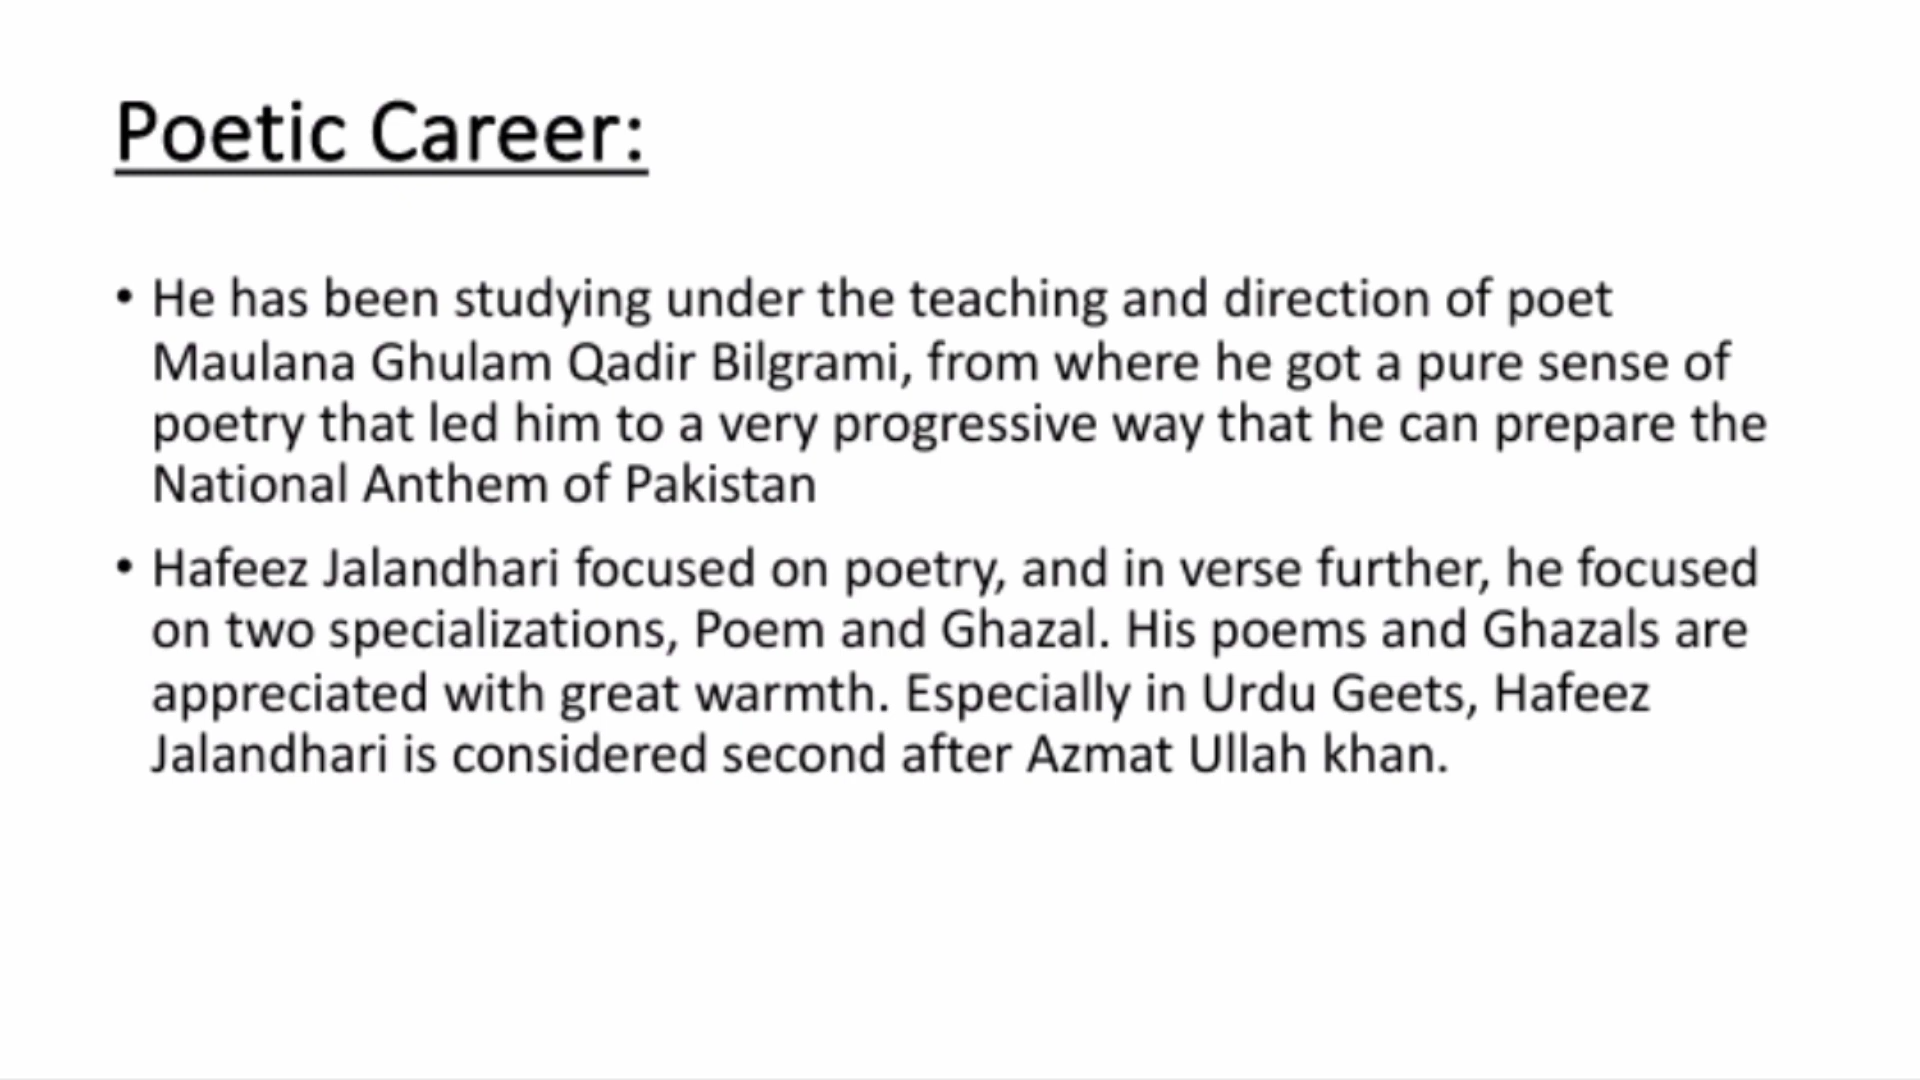 Poetic Career:
• He has been studying under the teaching and direction of poet
Maulana Ghulam Qadir Bilgrami, from where he got a pure sense of
poetry that led him to a very progressive way that he can prepare the
National Anthem of Pakistan
• Hafeez Jalandhari focused on poetry, and in verse further, he focused
on two specializations, Poem and Ghazal. His poems and Ghazals are
appreciated with great warmth. Especially in Urdu Geets, Hafeez
Jalandhari is considered second after Azmat Ullah khan.